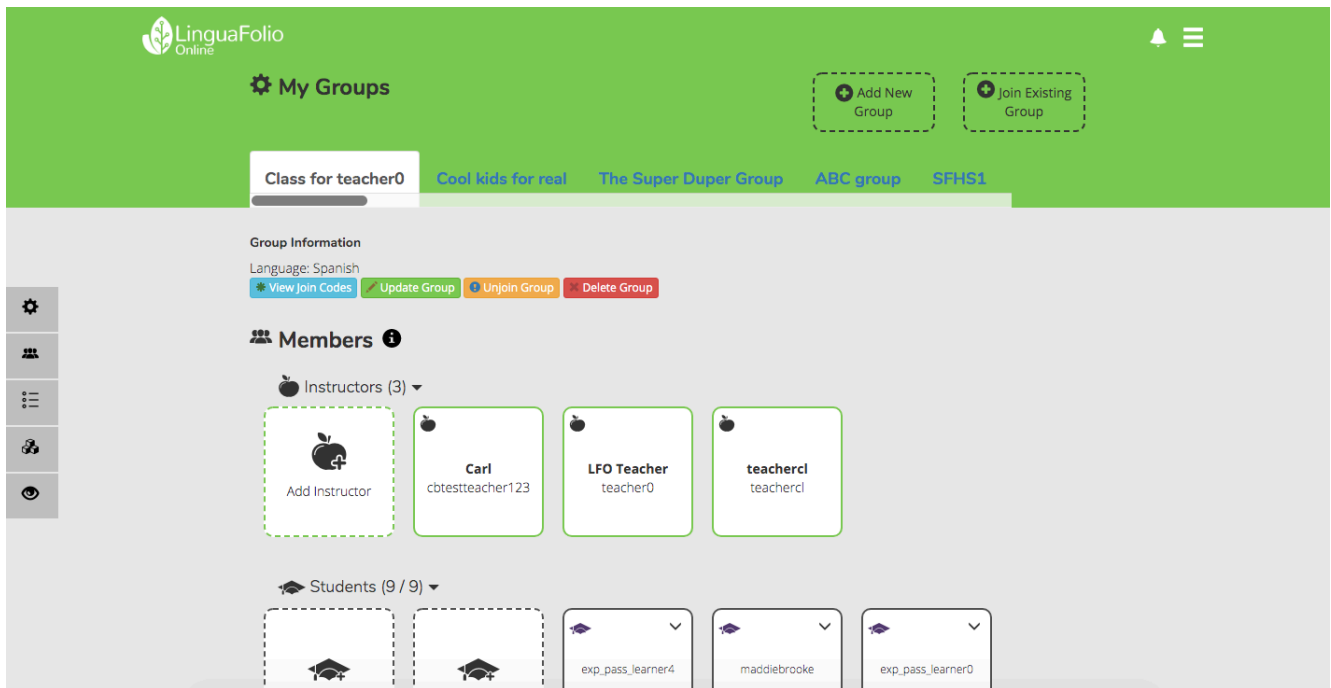 LinguaFolio
Online
My Groups
Add New
Group
Join Existing
Group
Class for teacher0
Cool kids for real
The Super Duper Group
ABC group
SFHS1
Group Information
Language: Spanish
View Join Codes
Update Group
Unjoin Group
Delete Group
Members
Instructors (3)
Add Instructor
Carl
cbtestteacher123
LFO Teacher
teacher0
teachercl
teachercl
Students (9 / 9)
exp_pass_learner4
maddiebrooke
exp_pass_learner0